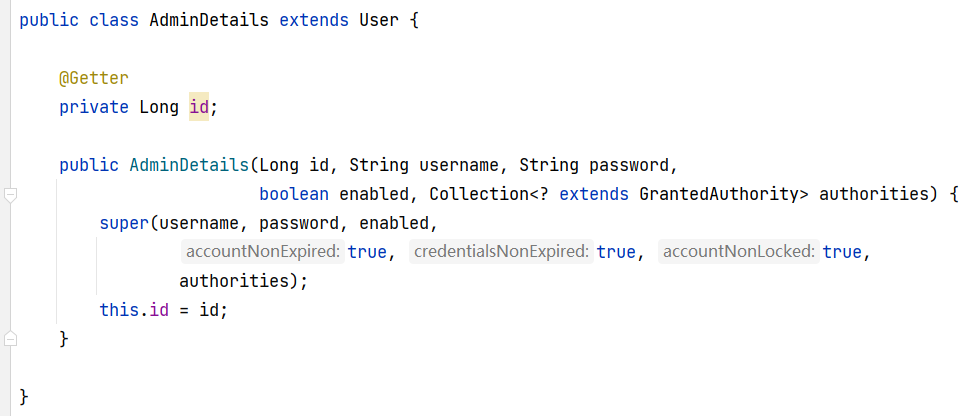 public class AdminDetails extends User {
@Getter
private Long id;
public AdminDetails(Long id, String username, String password,
boolean enabled, Collection<? extends GrantedAuthority> authorities) {
super(username, password, enabled,
accountNonExpired: true, credentialsNonExpired: true, accountNonLocked: true,
authorities);
this.id = id;
}
}